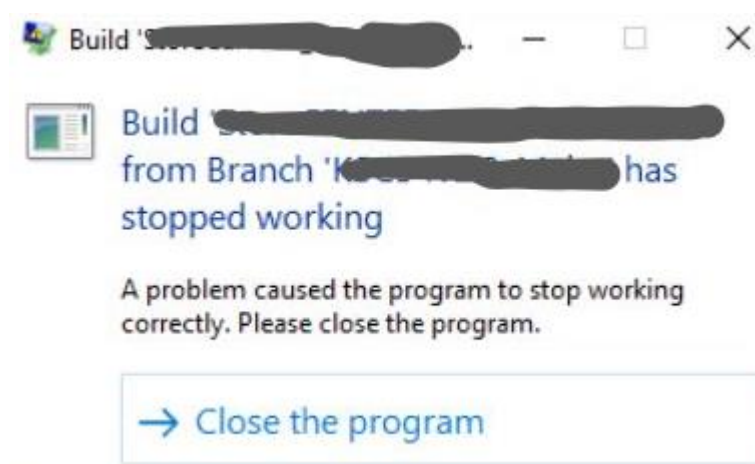 Build '
Build '
from Branch 'K has
stopped working
A problem caused the program to stop working
correctly. Please close the program.
→ Close the program